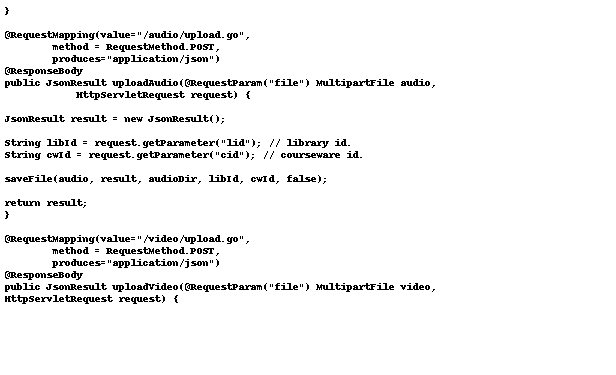 }
@RequestMapping(value="/audio/upload.go",
method = RequestMethod.POST,
produces="application/json")
@ResponseBody
public JsonResult uploadAudio(@RequestParam("file") MultipartFile audio,
HttpServletRequest request) {
JsonResult result = new JsonResult();
String libId = request.getParameter("lid"); // library id.
String cwId = request.getParameter("cid"); // courseware id.
saveFile(audio, result, audioDir, libId, cwId, false);
return result;
}
@RequestMapping(value="/video/upload.go",
method = RequestMethod.POST,
produces="application/json")
@ResponseBody
public JsonResult uploadVideo(@RequestParam("file") MultipartFile video,
HttpServletRequest request) {